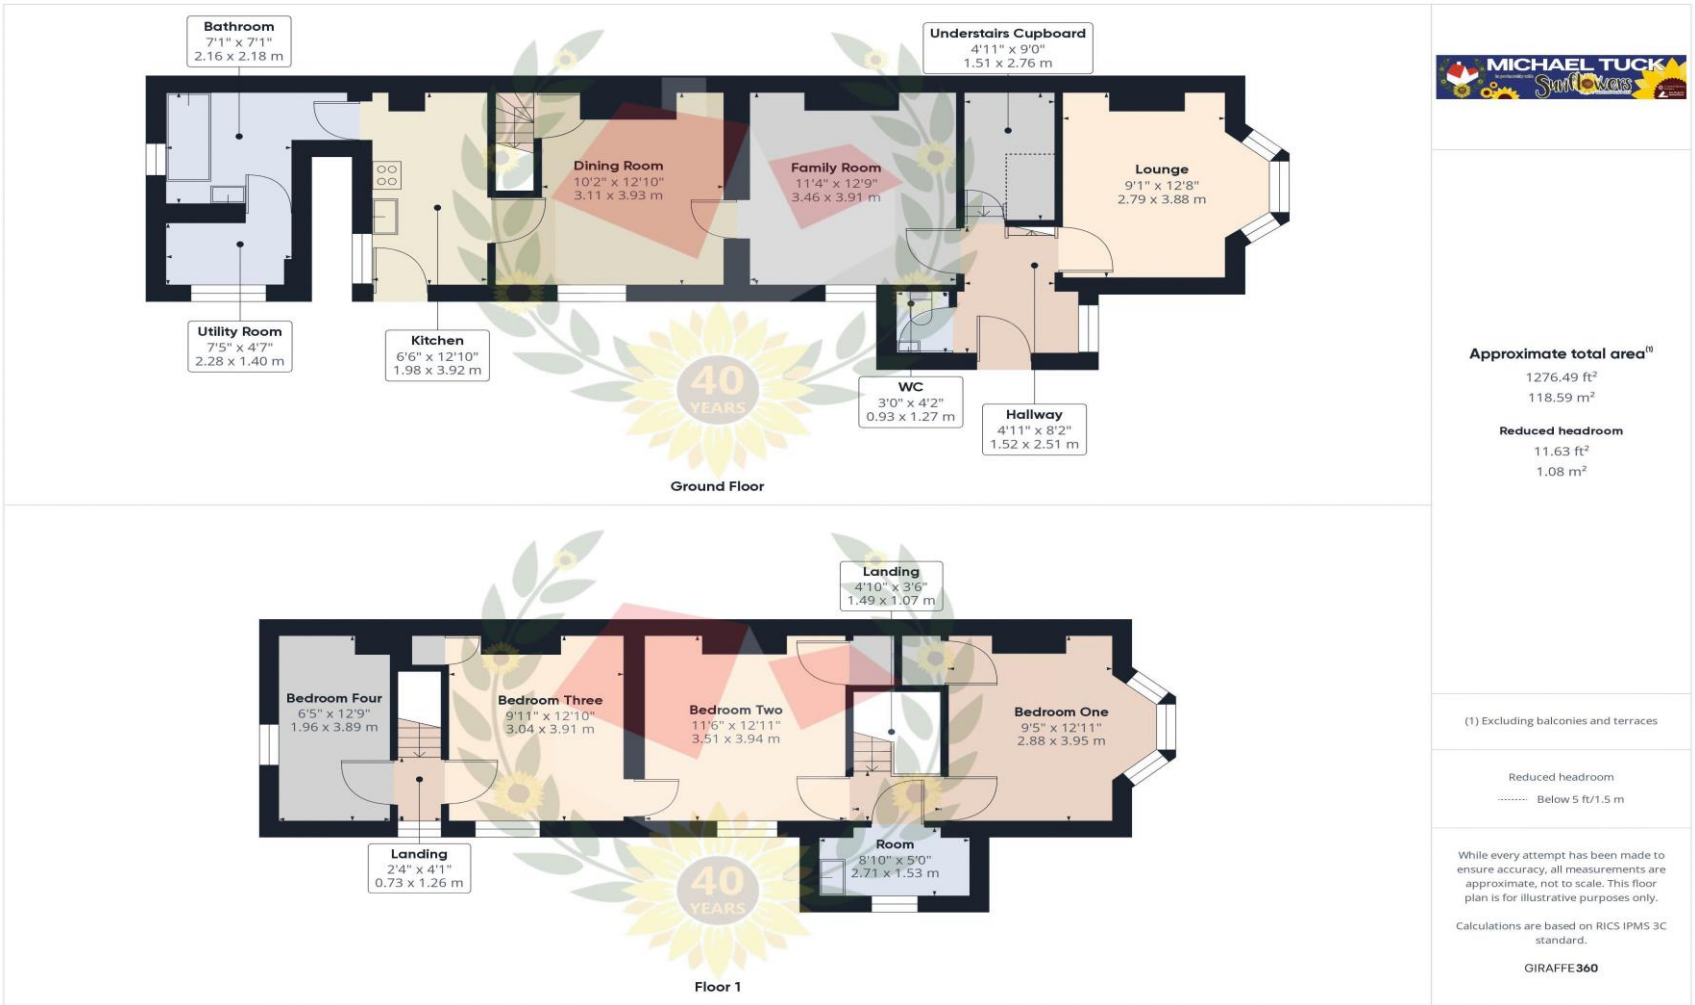 Bathroom
7'1" x 7'1"
2.16 x 2.18 m
Understairs Cupboard
4'11" x 9'0"
1.51 x 2.76 m
Dining Room
10'2" x 12'10"
3.11 x 3.93 m
Family Room
11'4" x 12'9"
3.46 x 3.91 m
Lounge
9'1" x 12'8"
2.79 x 3.88 m
Utility Room
7'5" x 4'7"
2.28 x 1.40 m
Kitchen
6'6" x 12'10"
1.98 x 3.92 m
WC
3'0" x 4'2"
0.93 x 1.27 m
Hallway
4'11" x 8'2"
1.52 x 2.51 m
40
YEARS
Ground Floor
Landing
4'10" x 3'6"
1.49 x 1.07 m
Bedroom Four
6'5" x 12'9"
1.96 x 3.89 m
Bedroom Three
9'11" x 12'10"
3.04 x 3.91 m
Bedroom Two
11'6" x 12'11"
3.51 x 3.94 m
Bedroom One
9'5" x 12'11"
2.88 x 3.95 m
Landing
2'4" x 4'1"
0.73 x 1.26 m
Room
8'10" x 5'0"
2.71 x 1.53 m
40
YEARS
Floor 1
MICHAEL TUCK
Sunflowers
Approximate total area(1)
1276.49 ft²
118.59 m²
Reduced headroom
11.63 ft²
1.08 m²
(1) Excluding balconies and terraces
Reduced headroom
Below 5 ft/1.5 m
While every attempt has been made to
ensure accuracy, all measurements are
approximate, not to scale. This floor
plan is for illustrative purposes only.
Calculations are based on RICS IPMS 3C
standard.
GIRAFFE360